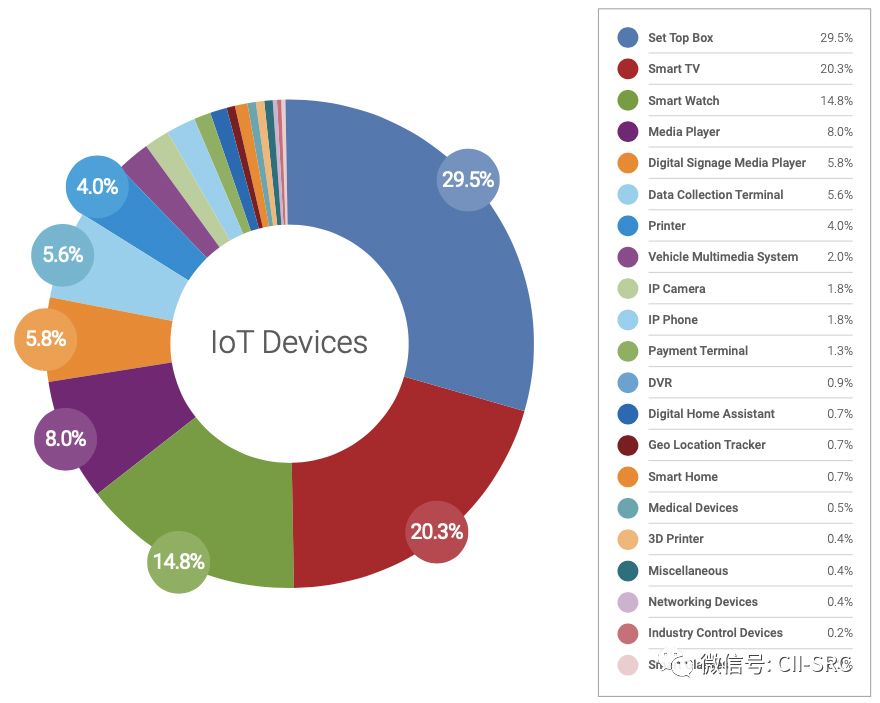 29.5%
4.0%
5.6%
5.8%
IoT Devices
8.0%
20.3%
14.8%
Set Top Box 29.5%
Smart TV 20.3%
Smart Watch 14.8%
Media Player 8.0%
Digital Signage Media Player 5.8%
Data Collection Terminal 5.6%
Printer 4.0%
Vehicle Multimedia System 2.0%
IP Camera 1.8%
IP Phone 1.8%
Payment Terminal 1.3%
DVR 0.9%
Digital Home Assistant 0.7%
Geo Location Tracker 0.7%
Smart Home 0.7%
Medical Devices 0.5%
3D Printer 0.4%
Miscellaneous 0.4%
Networking Devices 0.4%
Industry Control Devices 0.2%
微信号: CII-SRC